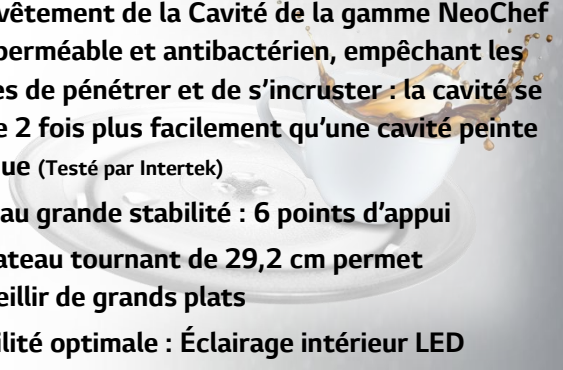 vêtement de la Cavité de la gamme NeoChef
perméable et antibactérien, empêchant les
es de pénétrer et de s'incruster : la cavité se
e 2 fois plus facilement qu'une cavité peinte
ue (Testé par Intertek)
au grande stabilité : 6 points d'appui
ateau tournant de 29,2 cm permet
eillir de grands plats
ilité optimale : Éclairage intérieur LED